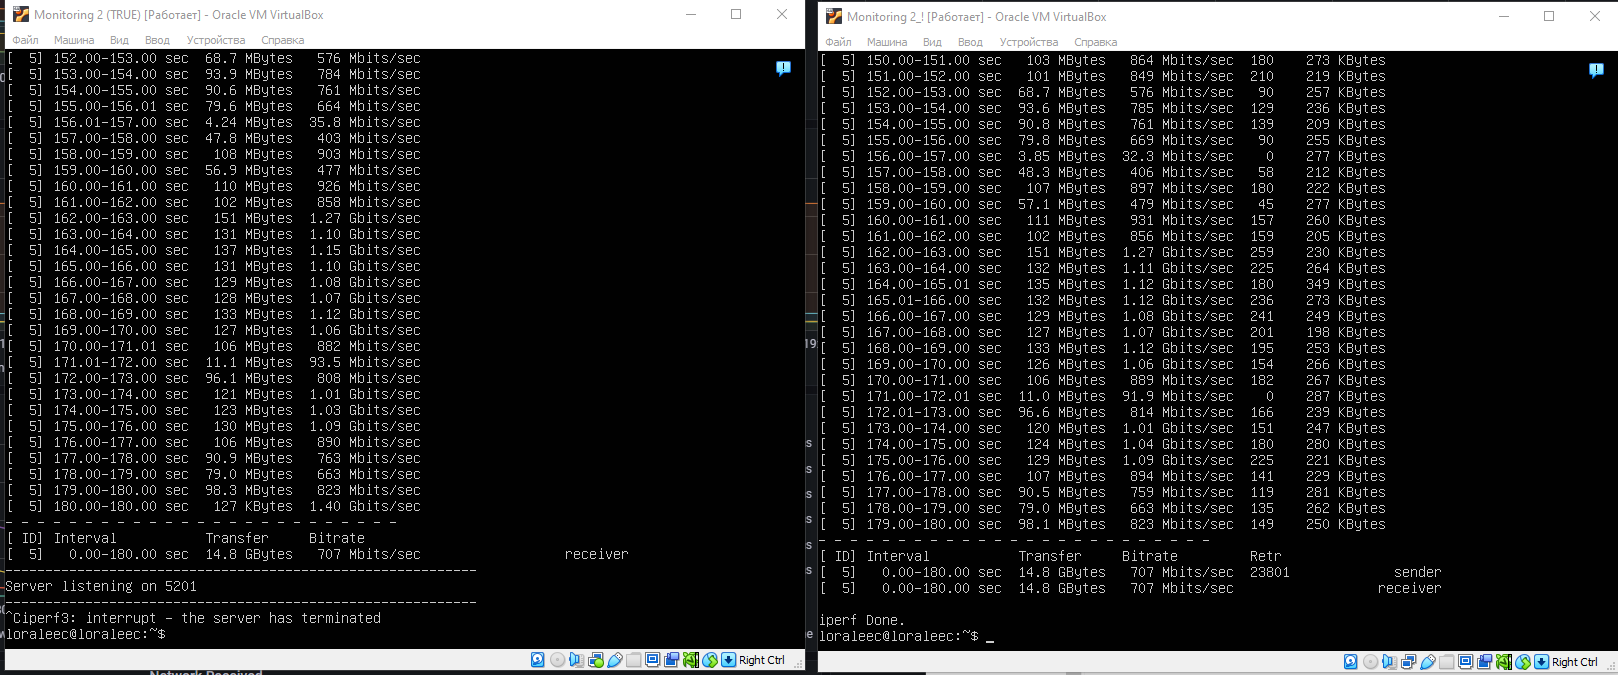 Monitoring 2 (TRUE) [Работает] - Oracle VM VirtualBox
Файл Машина Вид Ввод Устройства Справка
[  5] 152.00-153.00 sec  68.7 MBytes   576 Mbits/sec
[  5] 153.00-154.00 sec  93.9 MBytes   784 Mbits/sec
[  5] 154.00-155.00 sec  90.6 MBytes   761 Mbits/sec
[  5] 155.00-156.01 sec  79.6 MBytes   664 Mbits/sec
[  5] 156.01-157.00 sec  4.24 MBytes  35.8 Mbits/sec
[  5] 157.00-158.00 sec  47.8 MBytes   403 Mbits/sec
[  5] 158.00-159.00 sec   108 MBytes   903 Mbits/sec
[  5] 159.00-160.00 sec  56.9 MBytes   477 Mbits/sec
[  5] 160.00-161.00 sec   110 MBytes   926 Mbits/sec
[  5] 161.00-162.00 sec   102 MBytes   858 Mbits/sec
[  5] 162.00-163.00 sec   151 MBytes  1.27 Gbits/sec
[  5] 163.00-164.00 sec   131 MBytes  1.10 Gbits/sec
[  5] 164.00-165.00 sec   137 MBytes  1.15 Gbits/sec
[  5] 165.00-166.00 sec   131 MBytes  1.10 Gbits/sec
[  5] 166.00-167.00 sec   129 MBytes  1.08 Gbits/sec
[  5] 167.00-168.00 sec   128 MBytes  1.07 Gbits/sec
[  5] 168.00-169.00 sec   133 MBytes  1.12 Gbits/sec
[  5] 169.00-170.00 sec   127 MBytes  1.06 Gbits/sec
[  5] 170.00-171.01 sec   106 MBytes   882 Mbits/sec
[  5] 171.01-172.00 sec  11.1 MBytes  93.5 Mbits/sec
[  5] 172.00-173.00 sec  96.1 MBytes   808 Mbits/sec
[  5] 173.00-174.00 sec   121 MBytes  1.01 Gbits/sec
[  5] 174.00-175.00 sec   123 MBytes  1.03 Gbits/sec
[  5] 175.00-176.00 sec   130 MBytes  1.09 Gbits/sec
[  5] 176.00-177.00 sec   106 MBytes   890 Mbits/sec
[  5] 177.00-178.00 sec  90.9 MBytes   763 Mbits/sec
[  5] 178.00-179.00 sec  79.0 MBytes   663 Mbits/sec
[  5] 179.00-180.00 sec  98.3 MBytes   823 Mbits/sec
[  5] 180.00-180.00 sec   127 KBytes  1.40 Gbits/sec
- - - - - - - - - - - - - - - - - - - - - - - - -
[ ID] Interval           Transfer     Bitrate
[  5]   0.00-180.00 sec  14.8 GBytes   707 Mbits/sec                  receiver
-----------------------------------------------------------
Server listening on 5201
-----------------------------------------------------------
^Ciperf3: interrupt - the server has terminated
loraleec@loraleec:~$
Right Ctrl
Monitoring 2_! [Работает] - Oracle VM VirtualBox
Файл Машина Вид Ввод Устройства Справка
[  5] 150.00-151.00 sec   103 MBytes   864 Mbits/sec  180    273 KBytes
[  5] 151.00-152.00 sec   101 MBytes   849 Mbits/sec  210    219 KBytes
[  5] 152.00-153.00 sec  68.7 MBytes   576 Mbits/sec   90    257 KBytes
[  5] 153.00-154.00 sec  93.6 MBytes   785 Mbits/sec  129    236 KBytes
[  5] 154.00-155.00 sec  90.8 MBytes   761 Mbits/sec  139    209 KBytes
[  5] 155.00-156.00 sec  79.8 MBytes   669 Mbits/sec   90    255 KBytes
[  5] 156.00-157.00 sec  3.85 MBytes  32.3 Mbits/sec    0    277 KBytes
[  5] 157.00-158.00 sec  48.3 MBytes   406 Mbits/sec   58    212 KBytes
[  5] 158.00-159.00 sec   107 MBytes   897 Mbits/sec  180    222 KBytes
[  5] 159.00-160.00 sec  57.1 MBytes   479 Mbits/sec   45    277 KBytes
[  5] 160.00-161.00 sec   111 MBytes   931 Mbits/sec  157    260 KBytes
[  5] 161.00-162.00 sec   102 MBytes   856 Mbits/sec  159    205 KBytes
[  5] 162.00-163.00 sec   151 MBytes  1.27 Gbits/sec  259    230 KBytes
[  5] 163.00-164.00 sec   132 MBytes  1.11 Gbits/sec  225    264 KBytes
[  5] 164.00-165.01 sec   135 MBytes  1.12 Gbits/sec  180    349 KBytes
[  5] 165.01-166.00 sec   132 MBytes  1.12 Gbits/sec  236    273 KBytes
[  5] 166.00-167.00 sec   129 MBytes  1.08 Gbits/sec  241    249 KBytes
[  5] 167.00-168.00 sec   127 MBytes  1.07 Gbits/sec  201    198 KBytes
[  5] 168.00-169.00 sec   133 MBytes  1.12 Gbits/sec  195    253 KBytes
[  5] 169.00-170.00 sec   126 MBytes  1.06 Gbits/sec  154    266 KBytes
[  5] 170.00-171.00 sec   106 MBytes   889 Mbits/sec  182    267 KBytes
[  5] 171.00-172.01 sec  11.0 MBytes  91.9 Mbits/sec    0    287 KBytes
[  5] 172.01-173.00 sec  96.6 MBytes   814 Mbits/sec  166    239 KBytes
[  5] 173.00-174.00 sec   120 MBytes  1.01 Gbits/sec  151    247 KBytes
[  5] 174.00-175.00 sec   124 MBytes  1.04 Gbits/sec  180    280 KBytes
[  5] 175.00-176.00 sec   129 MBytes  1.09 Gbits/sec  225    221 KBytes
[  5] 176.00-177.00 sec   107 MBytes   894 Mbits/sec  141    229 KBytes
[  5] 177.00-178.00 sec  90.5 MBytes   759 Mbits/sec  119    281 KBytes
[  5] 178.00-179.00 sec  79.0 MBytes   663 Mbits/sec  135    262 KBytes
[  5] 179.00-180.00 sec  98.1 MBytes   823 Mbits/sec  149    250 KBytes
- - - - - - - - - - - - - - - - - - - - - - - - -
[ ID] Interval           Transfer     Bitrate         Retr
[  5]   0.00-180.00 sec  14.8 GBytes   707 Mbits/sec  23801             sender
[  5]   0.00-180.00 sec  14.8 GBytes   707 Mbits/sec                  receiver
iperf Done.
loraleec@loraleec:~$ _
Right Ctrl